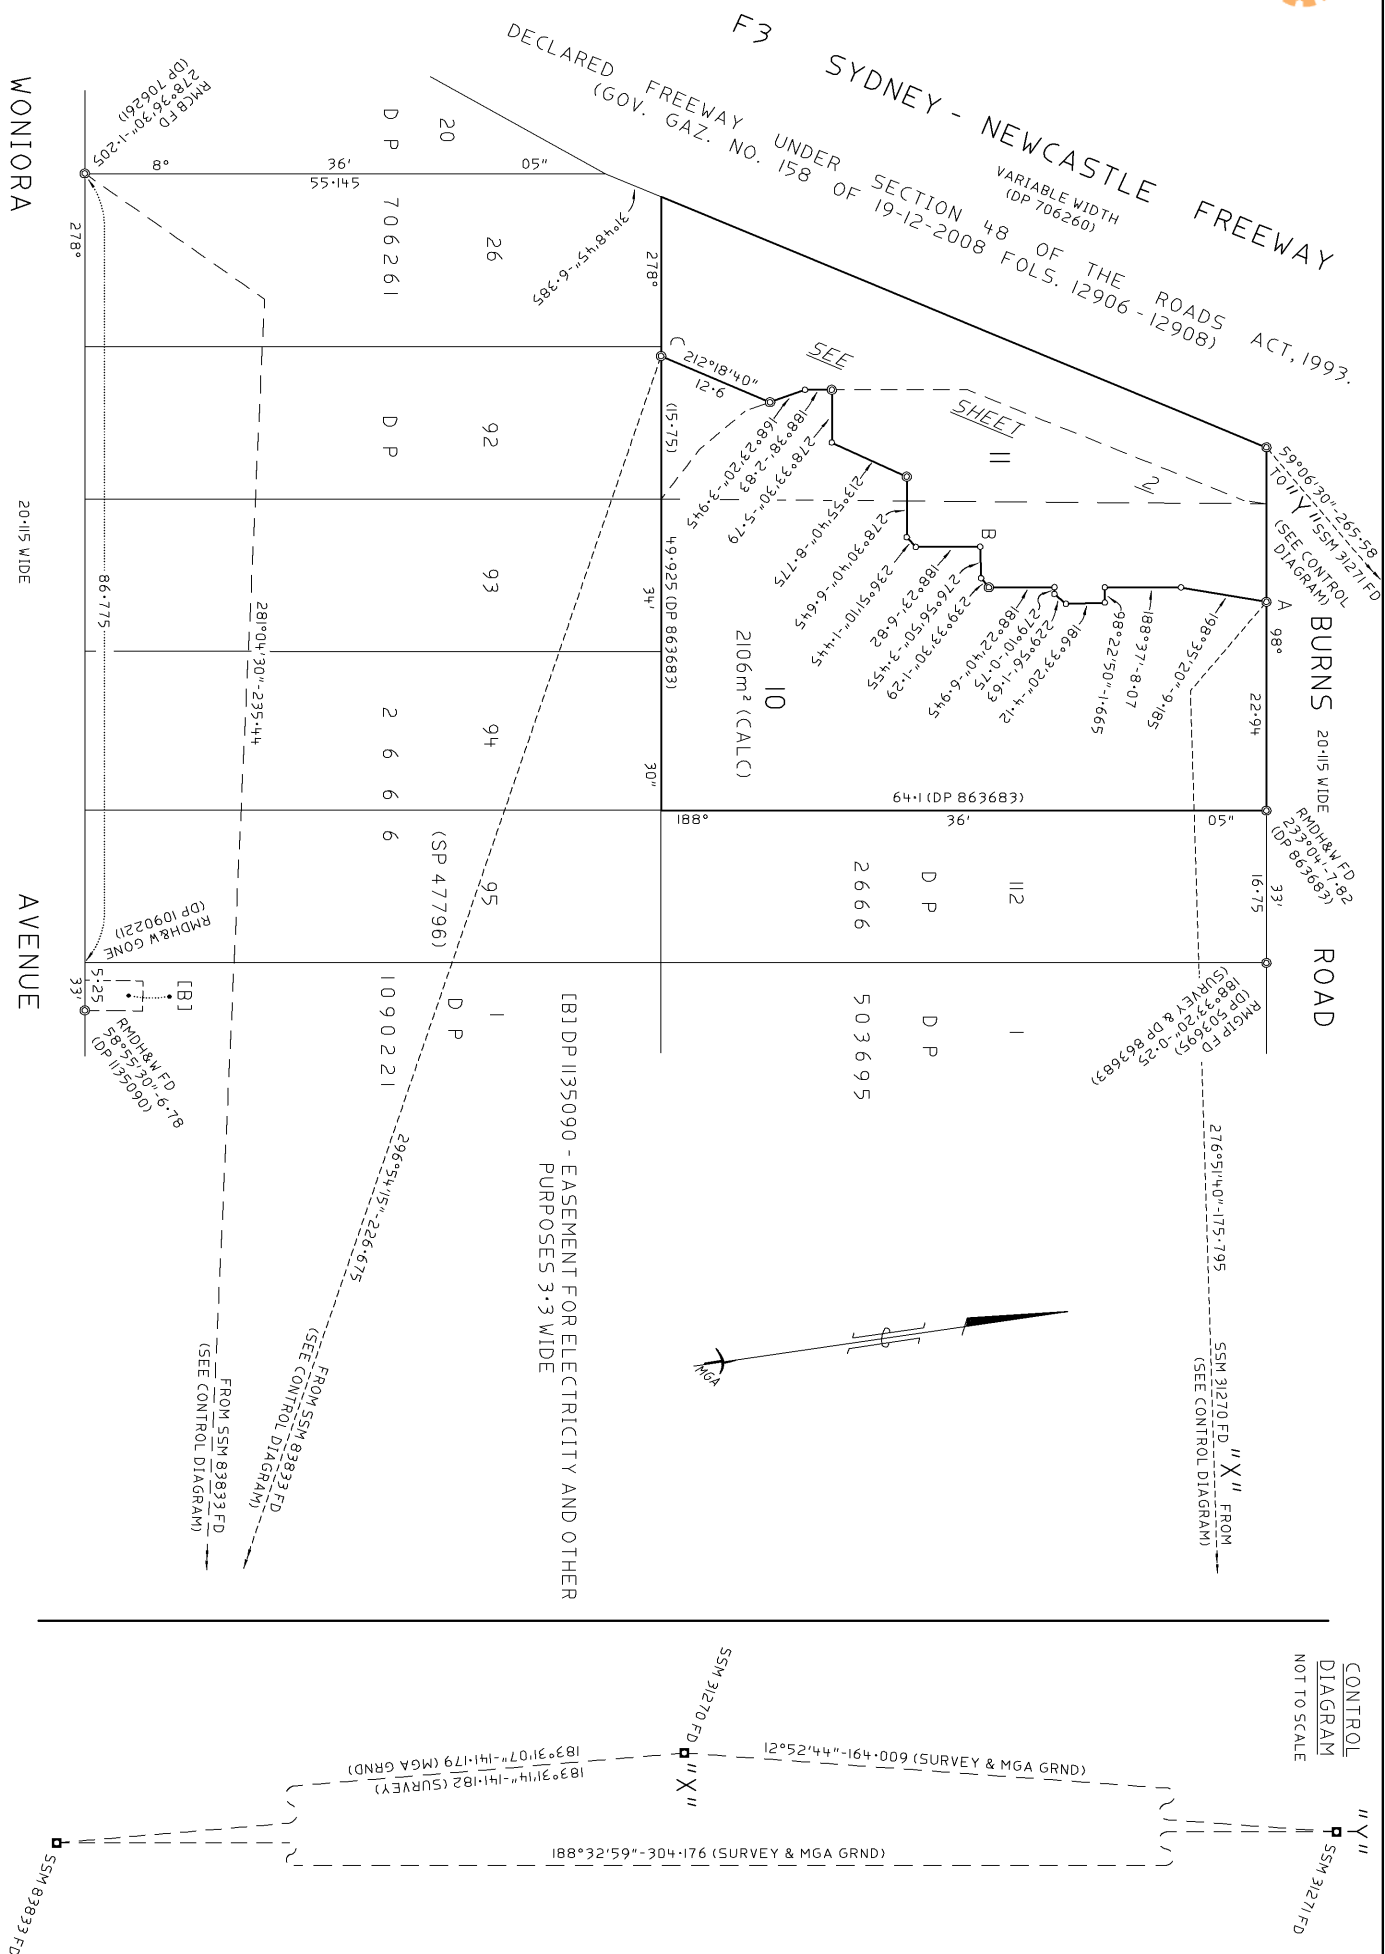 F3 SYDNEY - NEWCASTLE FREEWAY
VARIABLE WIDTH
(DP 706260)
DECLARED FREEWAY UNDER SECTION 48 OF THE ROADS ACT, 1993.
(GOV. GAZ. NO. 158 OF 19-12-2008 FOLS. 12906 - 12908)
WONIORA
20·115 WIDE
AVENUE
RMCB FD
278°36'30"-1·205
(DP 706261)
8° 36' 05"
55·145
20
D P 706261
26
31°48'45"-6·385
278°
278°
86·775
281°04'30"-235·44
C
212°18'40"
12·6
(15·75)
49·925 (DP 863683)
34'
30"
SEE
SHEET
2
11
168°23'20"-3·945
188°38'-2·83
278°33'30"-5·79
213°55'40"-8·775
278°30'40"-6·645
236°51'10"-1·445
188°23'-6·82
B
276°56'50"-3·455
239°33'30"-1·29
188°22'40"-6·945
279°10'-0·75
229°56'-1·63
186°33'20"-4·12
98°22'50"-1·665
188°37'-8·07
198°35'20"-9·185
A
59°06'30"-265·58
TO "Y" SSM 31271 FD
(SEE CONTROL
DIAGRAM)
BURNS
20·115 WIDE
ROAD
98°
22·94
10
2106m² (CALC)
64·1 (DP 863683)
188° 36' 05"
RMDH&W FD
233°04'-7·82
(DP 863683)
33'
16·75
92
93
94
95
D P 2666
(SP 47796)
112
D P
2666
1
D P
503695
1
D P
1090221
RMGIP FD
(DP 503695)
188°33'20"-0·25
(SURVEY & DP 863683)
RMDH&W GONE
(DP 1090221)
5·25
33'
[B]
RMDH&W FD
58°55'30"-6·78
(DP 1135090)
[B] DP 1135090 - EASEMENT FOR ELECTRICITY AND OTHER
PURPOSES 3·3 WIDE
296°54'15"-226·675
FROM SSM 83833 FD
(SEE CONTROL DIAGRAM)
FROM SSM 83833 FD
(SEE CONTROL DIAGRAM)
276°51'40"-175·795
SSM 31270 FD "X" FROM
(SEE CONTROL DIAGRAM)
MGA
CONTROL
DIAGRAM
NOT TO SCALE
"Y"
SSM 31271 FD
SSM 31270 FD
"X"
12°52'44"-164·009 (SURVEY & MGA GRND)
183°31'07"-141·179 (MGA GRND)
183°31'14"-141·182 (SURVEY)
188°32'59"-304·176 (SURVEY & MGA GRND)
SSM 83833 FD